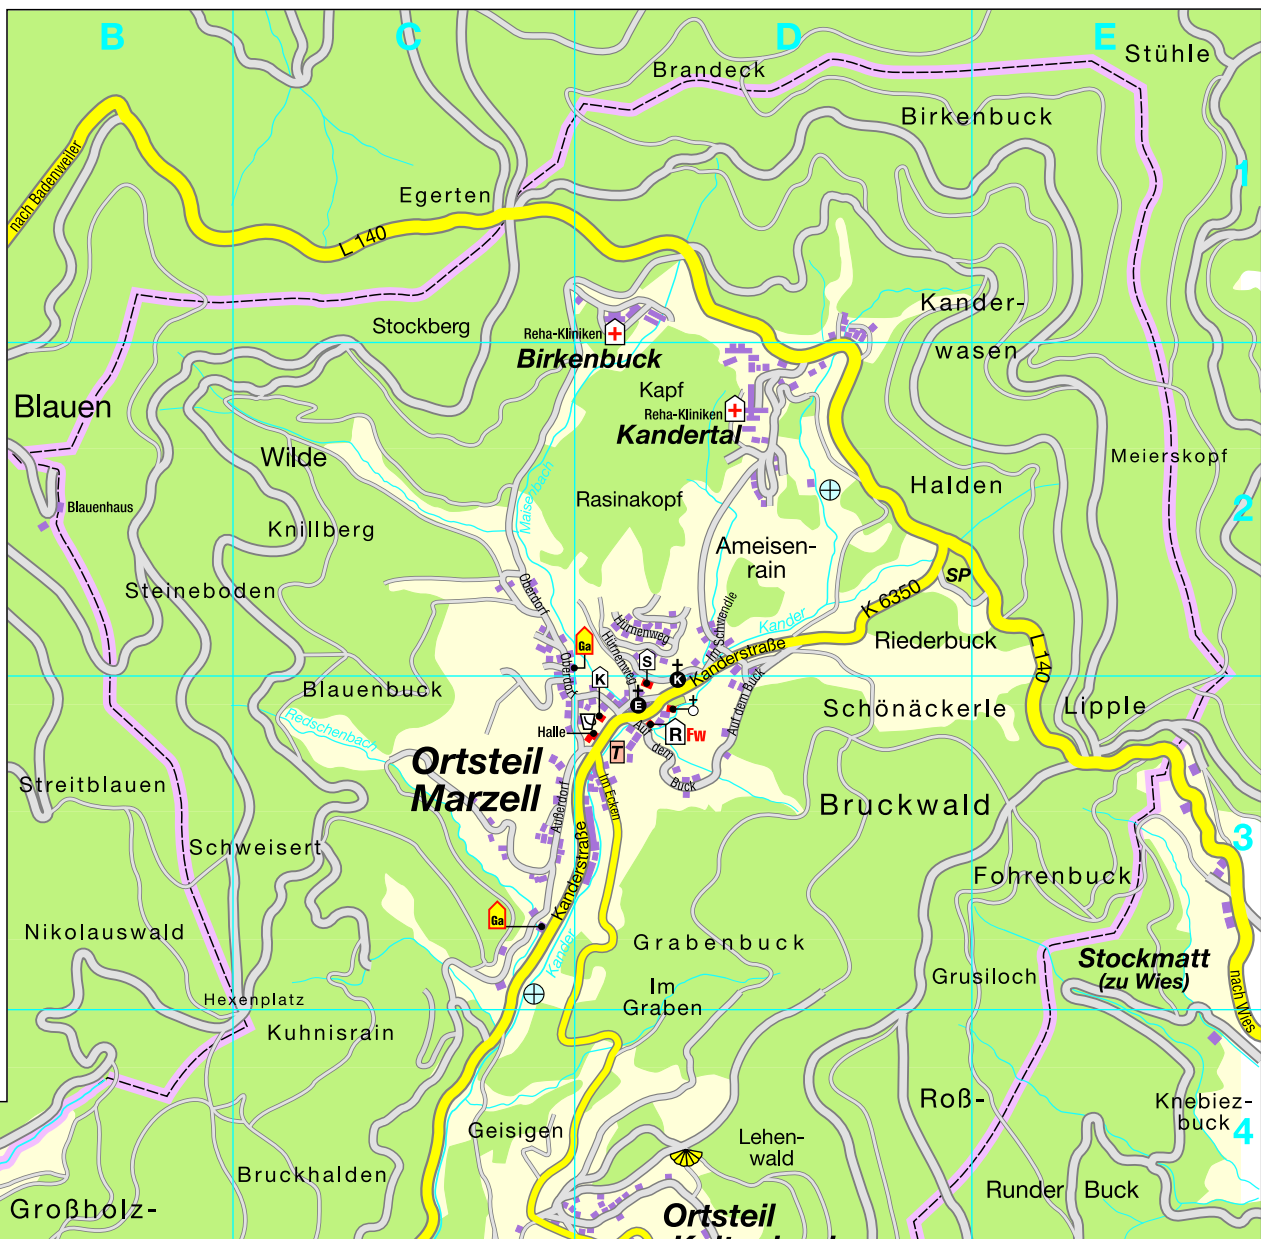 B
C
D
E
Stühle
Brandeck
Birkenbuck
nach Badenweiler
1
Egerten
L 140
Stockberg
Reha-Kliniken
Birkenbuck
Kander-
wasen
Kapf
Reha-Kliniken
Kandertal
Blauen
Wilde
Maisenbach
Meierskopf
Halden
Rasinakopf
2
Blauenhaus
Knillberg
Ameisen-
rain
Steineboden
Oberdorf
SP
K 6350
Kander
Im Schwendle
Hürnenweg
Hürnenweg
Riederbuck
L 140
Ga
Oberdorf
S
K
K
E
Kanderstraße
Auf dem Buck
Blauenbuck
Redschenbach
Schönäckerle
Lipple
Halle
Auf dem Buck
R
Fw
T
Ortsteil
Marzell
Im Ecken
Außerdorf
Streitblauen
Bruckwald
Schweisert
Kanderstraße
3
Fohrenbuck
Ga
Nikolauswald
Kander
Grabenbuck
Stockmatt
(zu Wies)
Grusiloch
Im
Graben
nach Wies
Hexenplatz
Kuhnisrain
Roß-
Knebiez-
buck
4
Geisigen
Lehen-
wald
Bruckhalden
Runder Buck
Großholz-
Ortsteil